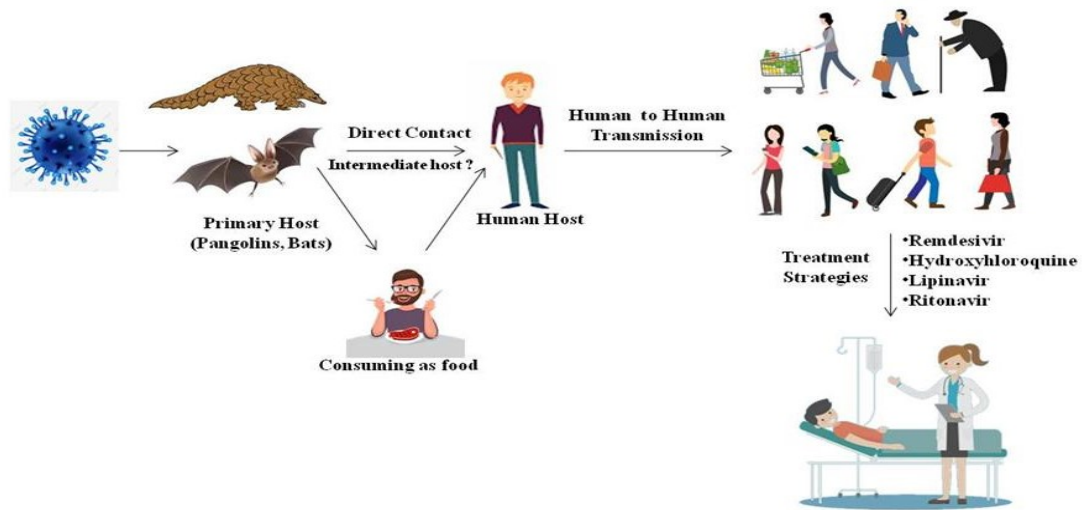 Direct Contact
Intermediate host ?
Primary Host
(Pangolins, Bats)
Consuming as food
Human Host
Human to Human
Transmission
Treatment
Strategies
•Remdesivir
•Hydroxyhloroquine
•Lipinavir
•Ritonavir